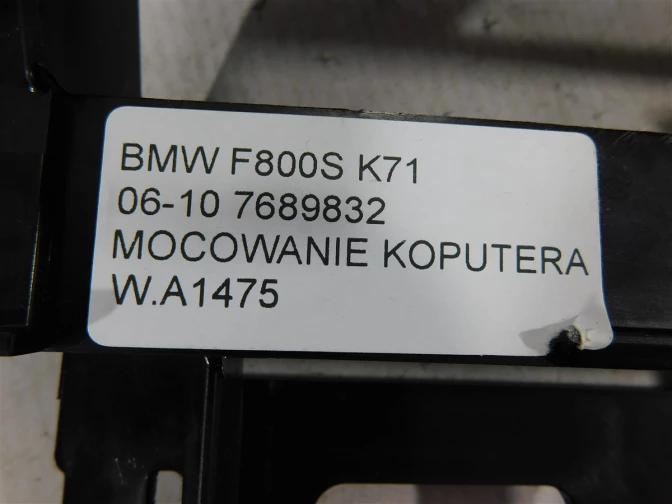 BMW F800S K71
06-10 7689832
MOCOWANIE KOPUTERA
W.A1475